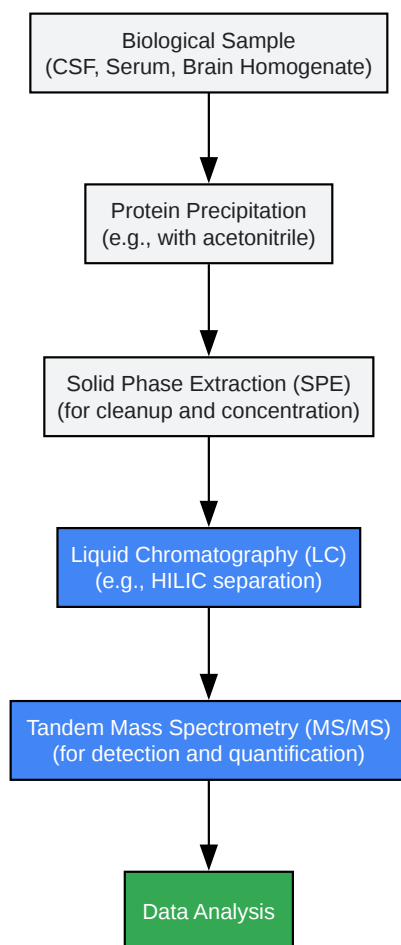 Biological Sample
(CSF, Serum, Brain Homogenate)
Protein Precipitation
(e.g., with acetonitrile)
Solid Phase Extraction (SPE)
(for cleanup and concentration)
Liquid Chromatography (LC)
(e.g., HILIC separation)
Tandem Mass Spectrometry (MS/MS)
(for detection and quantification)
Data Analysis